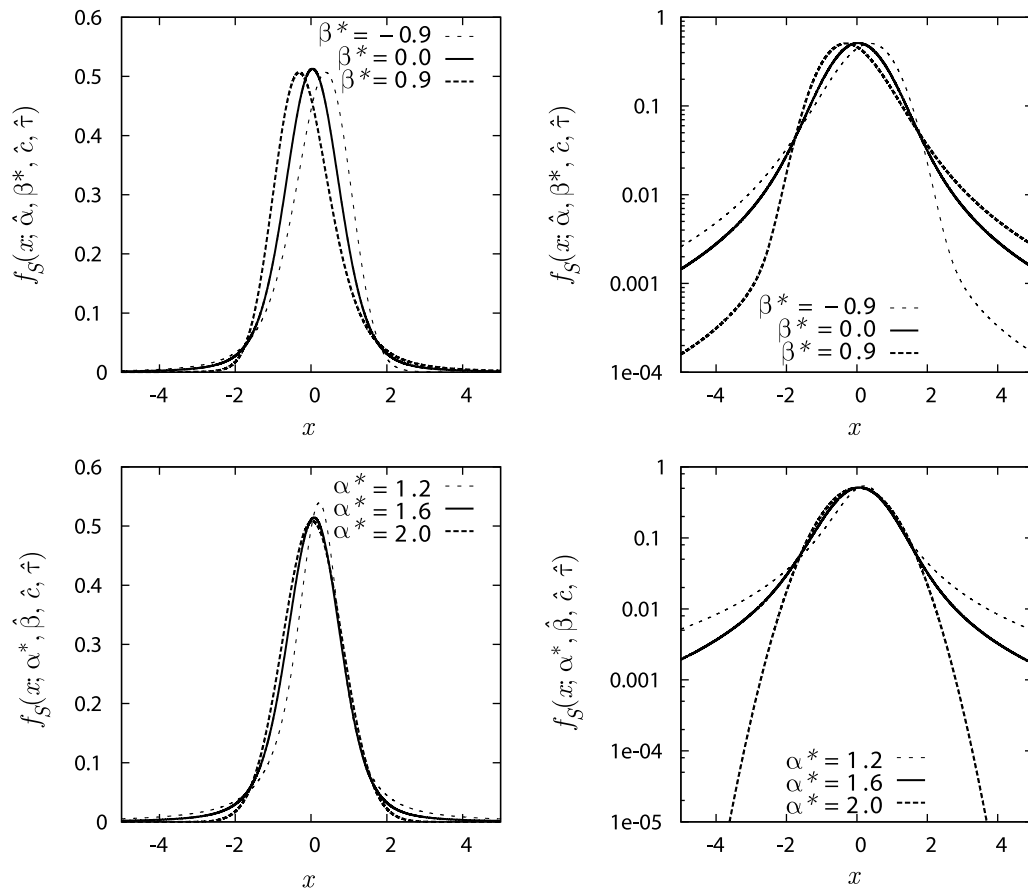 0.6
0.5
0.4
0.3
0.2
0.1
0
-4 -2 0 2 4
x
f_S(x; α̂, β*, ĉ, τ̂)
β* = −0.9
β* = 0.0
β* = 0.9
1
0.1
0.01
0.001
1e-04
-4 -2 0 2 4
x
f_S(x; α̂, β*, ĉ, τ̂)
β* = −0.9
β* = 0.0
β* = 0.9
0.6
0.5
0.4
0.3
0.2
0.1
0
-4 -2 0 2 4
x
f_S(x; α*, β̂, ĉ, τ̂)
α* = 1.2
α* = 1.6
α* = 2.0
1
0.1
0.01
0.001
1e-04
1e-05
-4 -2 0 2 4
x
f_S(x; α*, β̂, ĉ, τ̂)
α* = 1.2
α* = 1.6
α* = 2.0